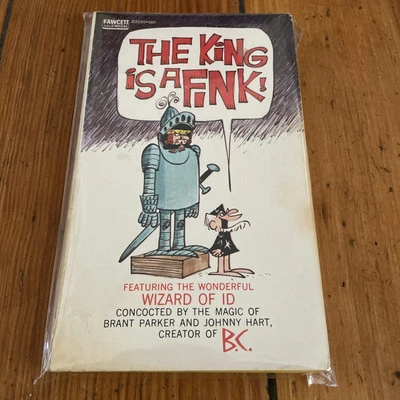 FAWCETT
THE KING
IS A FINK!
FEATURING THE WONDERFUL
WIZARD OF ID
CONCOCTED BY THE MAGIC OF
BRANT PARKER AND JOHNNY HART,
CREATOR OF B.C.